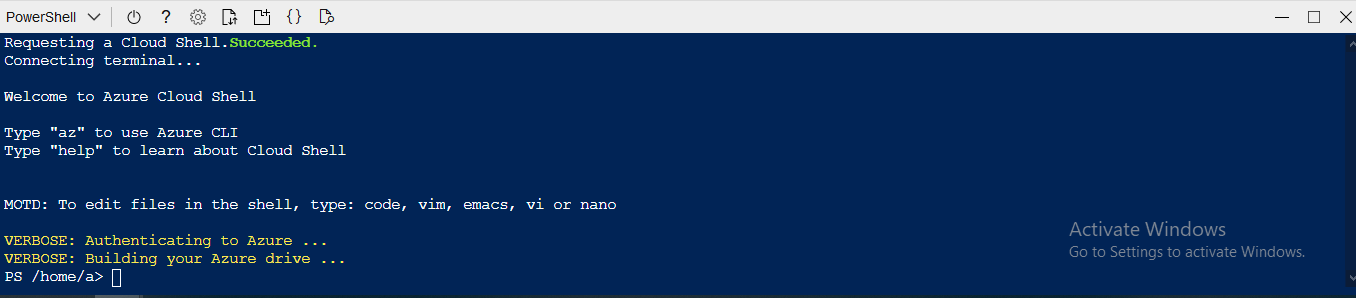 PowerShell
Requesting a Cloud Shell.Succeeded.
Connecting terminal...
Welcome to Azure Cloud Shell
Type "az" to use Azure CLI
Type "help" to learn about Cloud Shell
MOTD: To edit files in the shell, type: code, vim, emacs, vi or nano
VERBOSE: Authenticating to Azure ...
VERBOSE: Building your Azure drive ...
PS /home/a>
Activate Windows
Go to Settings to activate Windows.